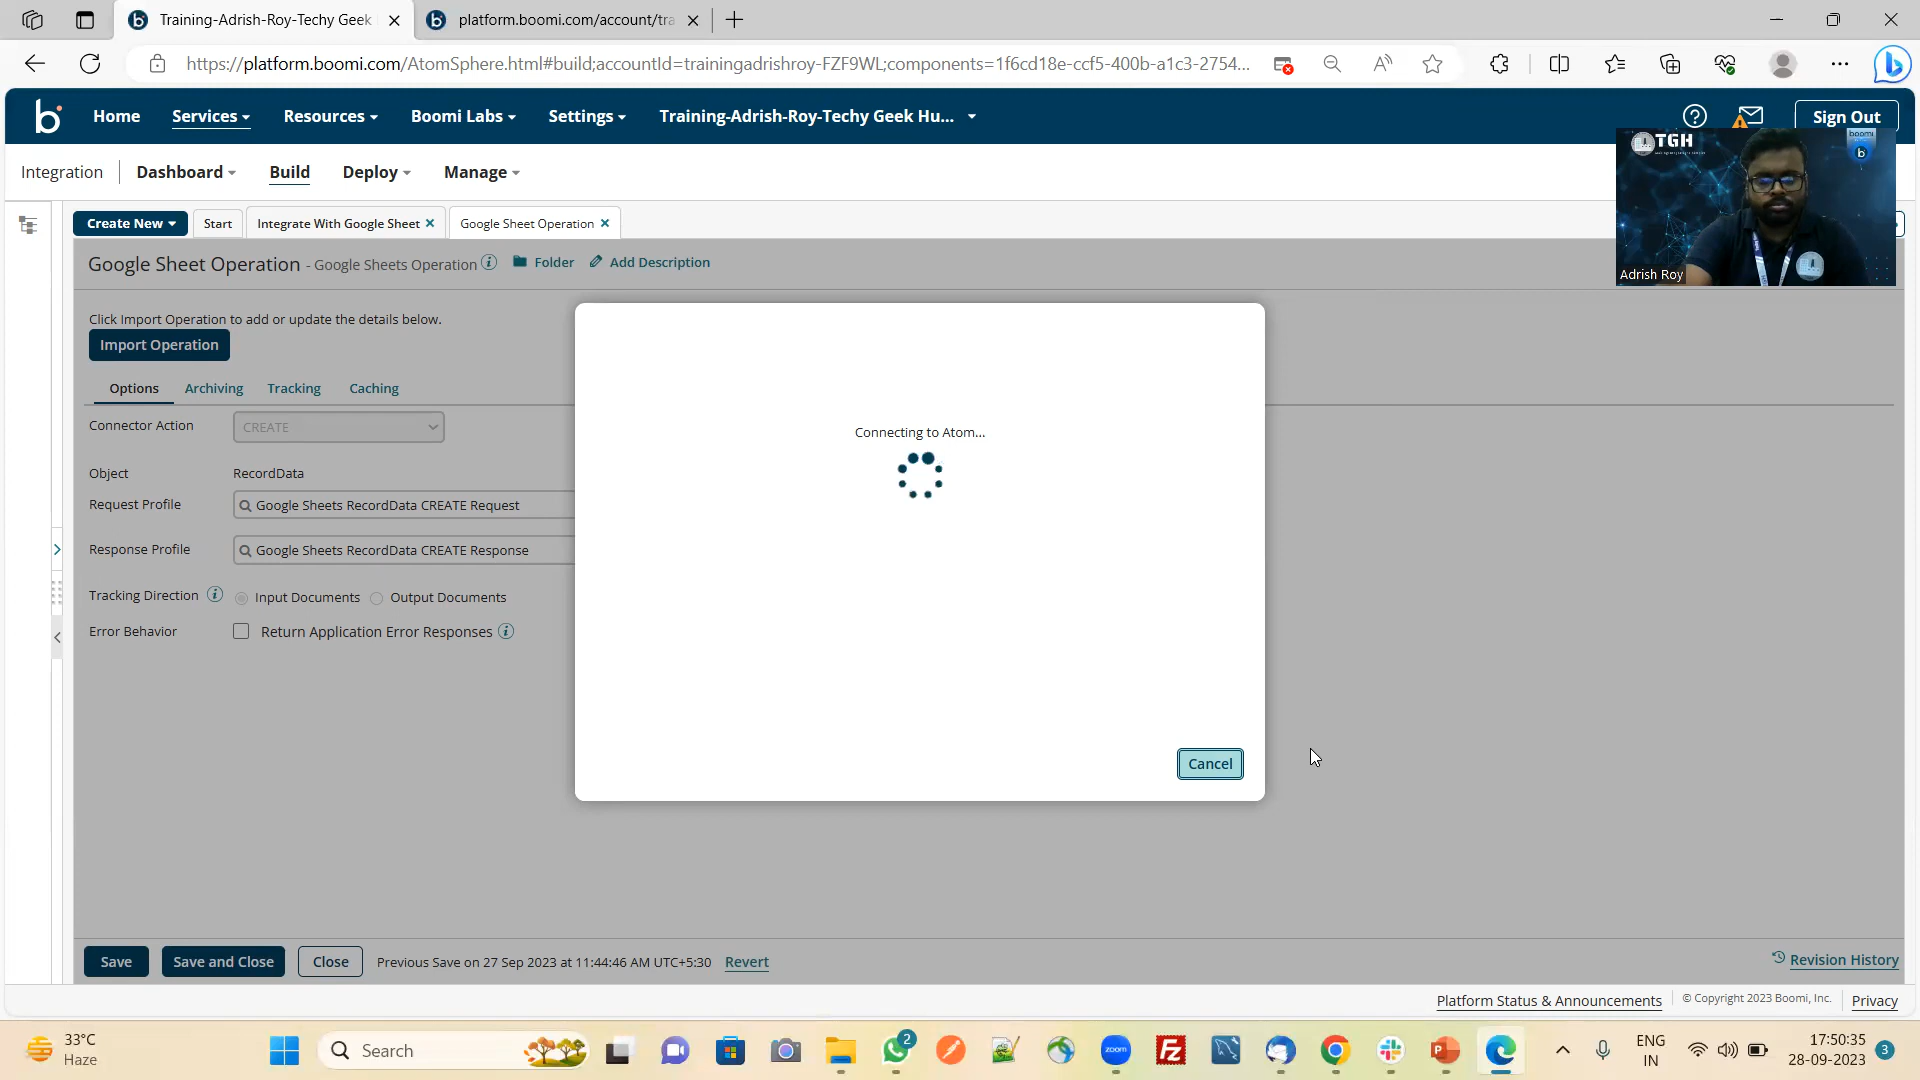 Training-Adrish-Roy-Techy Geek
platform.boomi.com/account/tra
https://platform.boomi.com/AtomSphere.html#build;accountId=trainingadrishroy-FZF9WL;components=1f6cd18e-ccf5-400b-a1c3-2754...
Home
Services
Resources
Boomi Labs
Settings
Training-Adrish-Roy-Techy Geek Hu...
Sign Out
Integration
Dashboard
Build
Deploy
Manage
TGH
boomi
Adrish Roy
Create New
Start
Integrate With Google Sheet
Google Sheet Operation
Google Sheet Operation - Google Sheets Operation
Folder
Add Description
Click Import Operation to add or update the details below.
Import Operation
Options
Archiving
Tracking
Caching
Connector Action
CREATE
Object
RecordData
Request Profile
Google Sheets RecordData CREATE Request
Response Profile
Google Sheets RecordData CREATE Response
Tracking Direction
Input Documents
Output Documents
Error Behavior
Return Application Error Responses
Connecting to Atom...
Cancel
Save
Save and Close
Close
Previous Save on 27 Sep 2023 at 11:44:46 AM UTC+5:30
Revert
Revision History
Platform Status & Announcements
© Copyright 2023 Boomi, Inc.
Privacy
33°C
Haze
Search
2
zoom
ENG
IN
17:50:35
28-09-2023
3